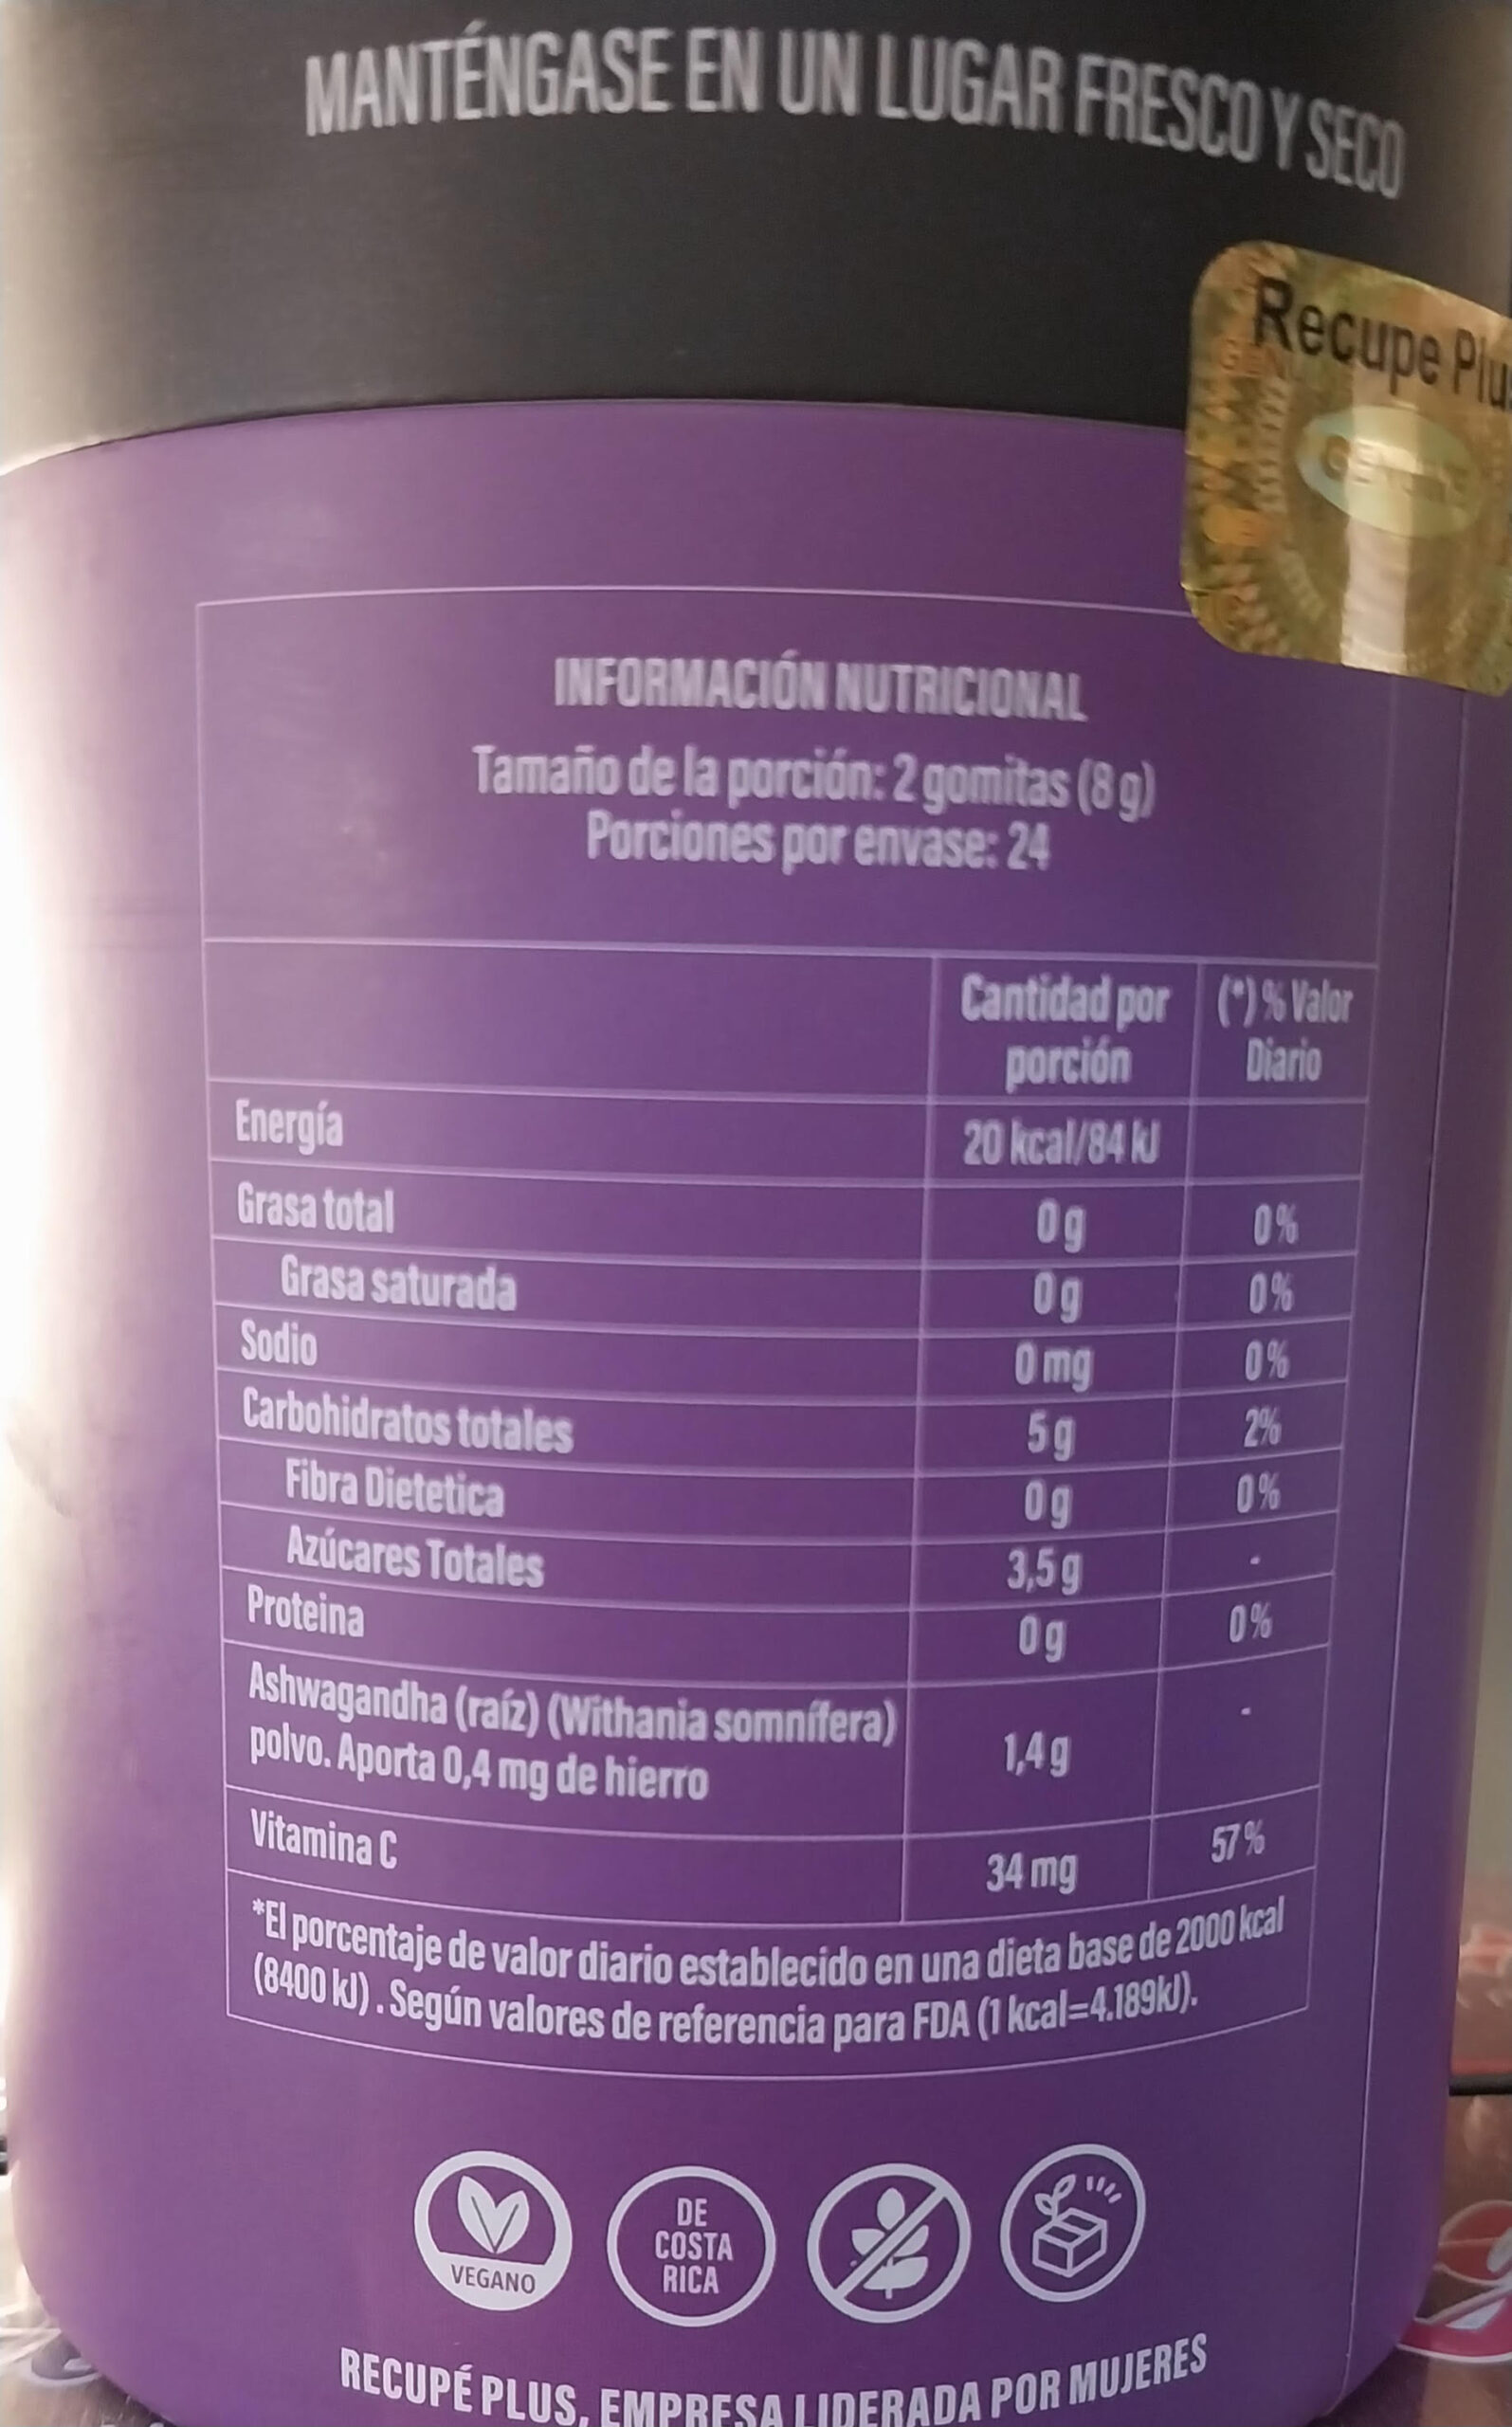 MANTÉNGASE EN UN LUGAR FRESCO Y SECO
Recupe Plus
INFORMACIÓN NUTRICIONAL
Tamaño de la porción: 2 gomitas (8 g)
Porciones por envase: 24
Cantidad por porción (*) % Valor Diario
Energía 20 kcal/84 kJ
Grasa total 0 g 0 %
Grasa saturada 0 g 0 %
Sodio 0 mg 0 %
Carbohidratos totales 5 g 2%
Fibra Dietetica 0 g 0 %
Azúcares Totales 3,5 g -
Proteina 0 g 0 %
Ashwagandha (raíz) (Withania somnífera)
polvo. Aporta 0,4 mg de hierro 1,4 g -
Vitamina C 34 mg 57 %
*El porcentaje de valor diario establecido en una dieta base de 2000 kcal
(8400 kJ) . Según valores de referencia para FDA (1 kcal=4.189kJ).
VEGANO
DE
COSTA
RICA
RECUPÉ PLUS, EMPRESA LIDERADA POR MUJERES